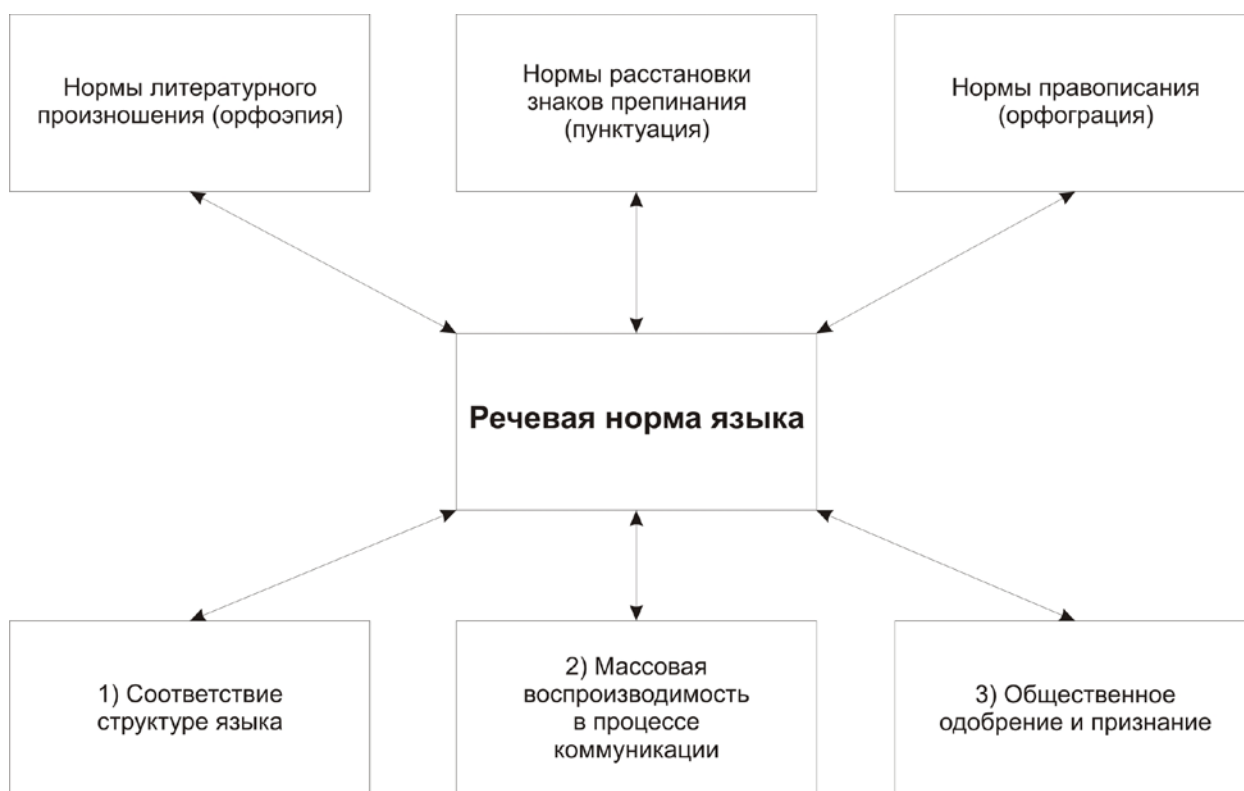 Нормы литературного
произношения (орфоэпия)
Нормы расстановки
знаков препинания
(пунктуация)
Нормы правописания
(орфограция)
Речевая норма языка
1) Соответствие
структуре языка
2) Массовая
воспроизводимость
в процессе
коммуникации
3) Общественное
одобрение и признание